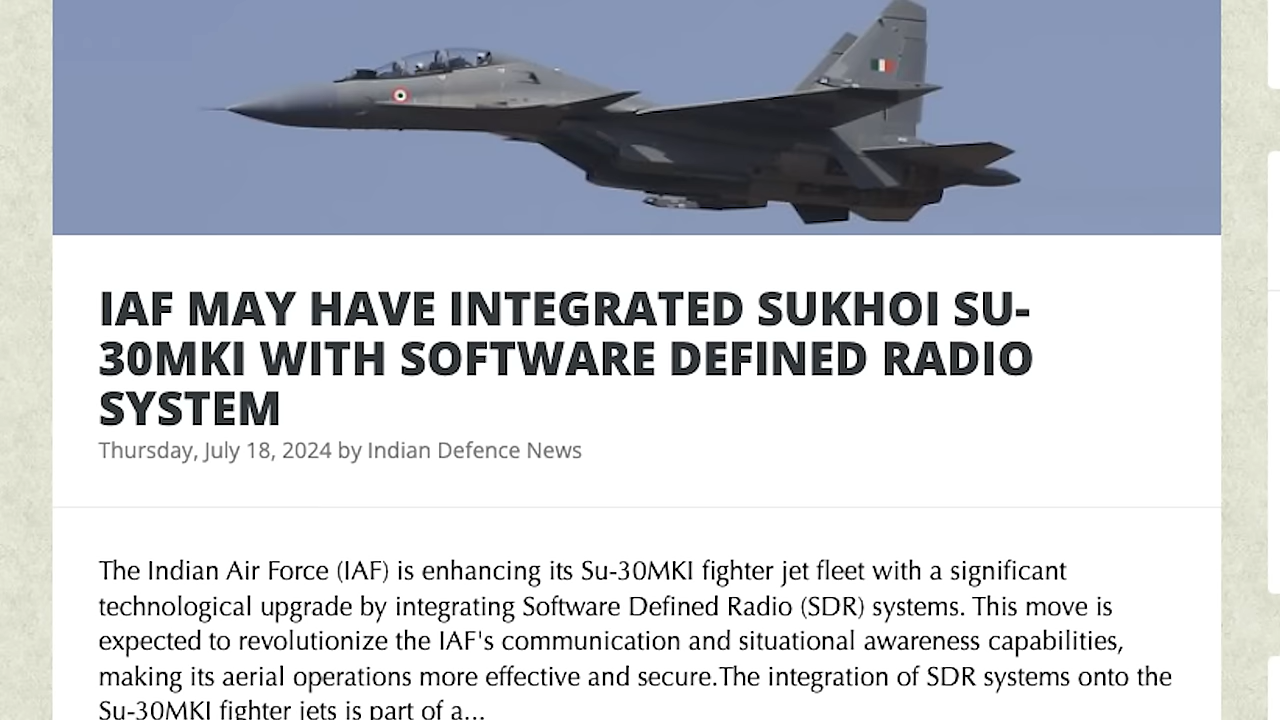 IAF MAY HAVE INTEGRATED SUKHOI SU-
30MKI WITH SOFTWARE DEFINED RADIO
SYSTEM
Thursday, July 18, 2024 by Indian Defence News
The Indian Air Force (IAF) is enhancing its Su-30MKI fighter jet fleet with a significant
technological upgrade by integrating Software Defined Radio (SDR) systems. This move is
expected to revolutionize the IAF's communication and situational awareness capabilities,
making its aerial operations more effective and secure.The integration of SDR systems onto the
Su-30MKI fighter jets is part of a...